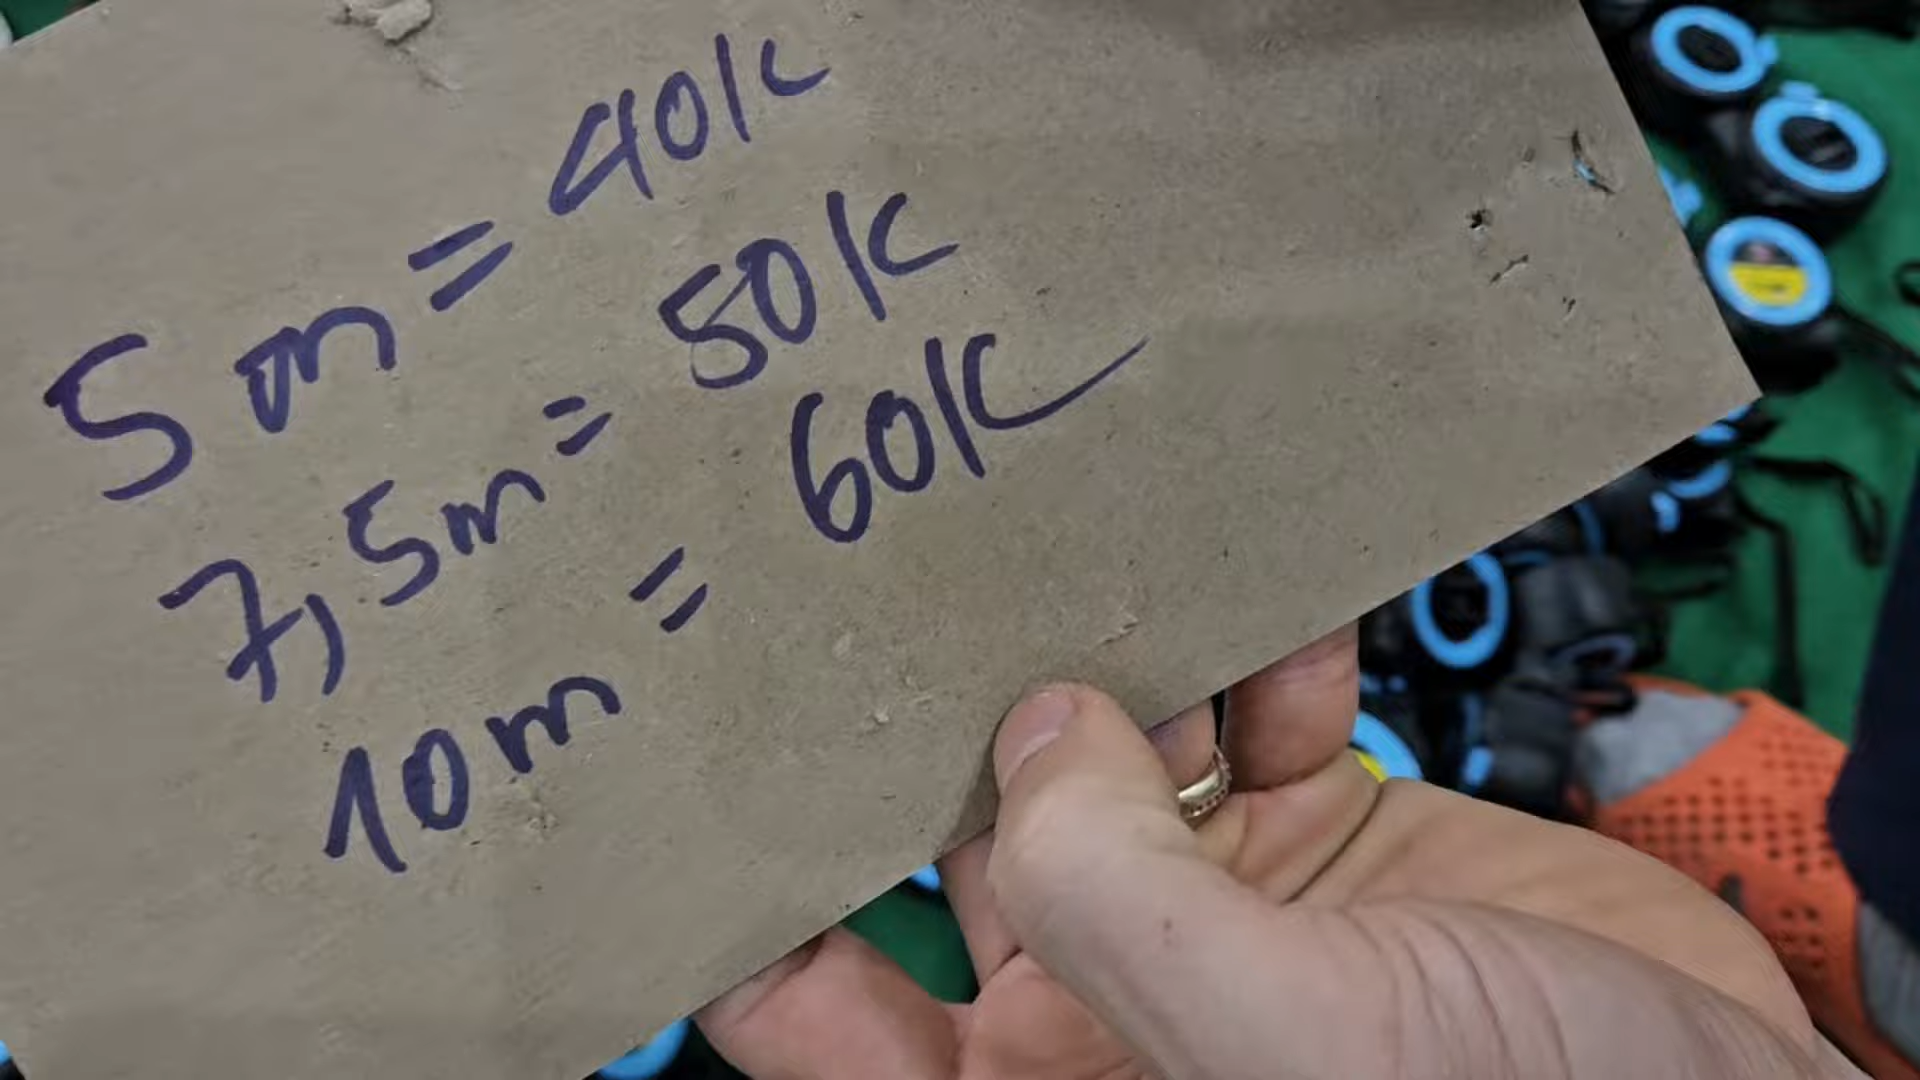 5m = 40k
7,5m = 50k
10m = 60k